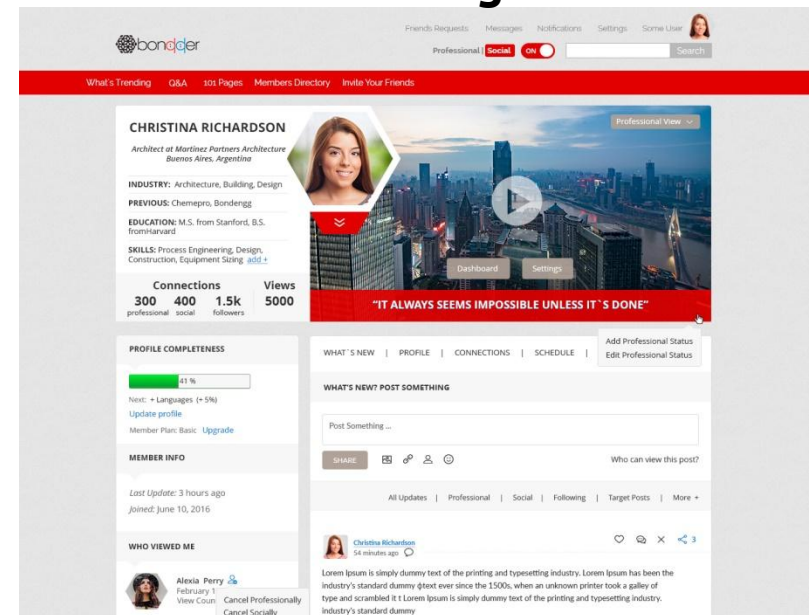 bondder
Friends Requests Messages Notifications Settings Some User
Professional | Social ON Search
What's Trending Q&A 101 Pages Members Directory Invite Your Friends
CHRISTINA RICHARDSON
Architect at Martinez Partners Architecture
Buenos Aires, Argentina
INDUSTRY: Architecture, Building, Design
PREVIOUS: Chemepro, Bondengg
EDUCATION: M.S. from Stanford, B.S.
fromHarvard
SKILLS: Process Engineering, Design,
Construction, Equipment Sizing add +
Connections Views
300 400 1.5k 5000
professional social followers
Professional View
Dashboard Settings
"IT ALWAYS SEEMS IMPOSSIBLE UNLESS IT`S DONE"
Add Professional Status
Edit Professional Status
PROFILE COMPLETENESS
41 %
Next: + Languages (+ 5%)
Update profile
Member Plan: Basic Upgrade
MEMBER INFO
Last Update: 3 hours ago
Joined: June 10, 2016
WHO VIEWED ME
Alexia Perry
February 1
View Coun
Cancel Professionally
Cancel Socially
WHAT`S NEW | PROFILE | CONNECTIONS | SCHEDULE |
WHAT'S NEW? POST SOMETHING
Post Something ...
SHARE Who can view this post?
All Updates | Professional | Social | Following | Target Posts | More +
Christina Richardson
54 minutes ago
3
Lorem Ipsum is simply dummy text of the printing and typesetting industry. Lorem Ipsum has been the
industry's standard dummy text ever since the 1500s, when an unknown printer took a galley of
type and scrambled it t Lorem Ipsum is simply dummy text of the printing and typesetting industry.
industry's standard dummy